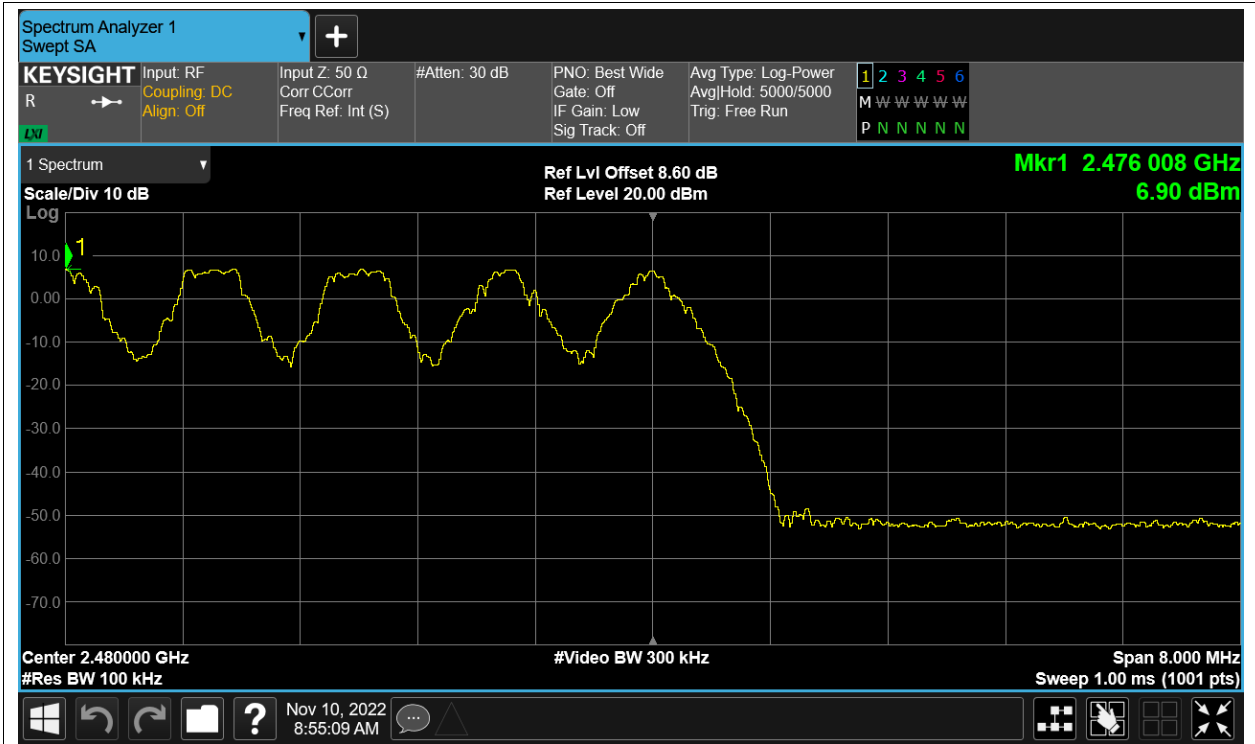 Spectrum Analyzer 1
Swept SA
KEYSIGHT
R
LXI
Input: RF
Coupling: DC
Align: Off
Input Z: 50 Ω
Corr CCorr
Freq Ref: Int (S)
#Atten: 30 dB
PNO: Best Wide
Gate: Off
IF Gain: Low
Sig Track: Off
Avg Type: Log-Power
Avg|Hold: 5000/5000
Trig: Free Run
1 2 3 4 5 6
M W W W W W
P N N N N N
1 Spectrum
Scale/Div 10 dB
Ref Lvl Offset 8.60 dB
Ref Level 20.00 dBm
Mkr1 2.476 008 GHz
6.90 dBm
Log
1
10.0
0.00
-10.0
-20.0
-30.0
-40.0
-50.0
-60.0
-70.0
Center 2.480000 GHz
#Video BW 300 kHz
Span 8.000 MHz
#Res BW 100 kHz
Sweep 1.00 ms (1001 pts)
?
Nov 10, 2022
8:55:09 AM